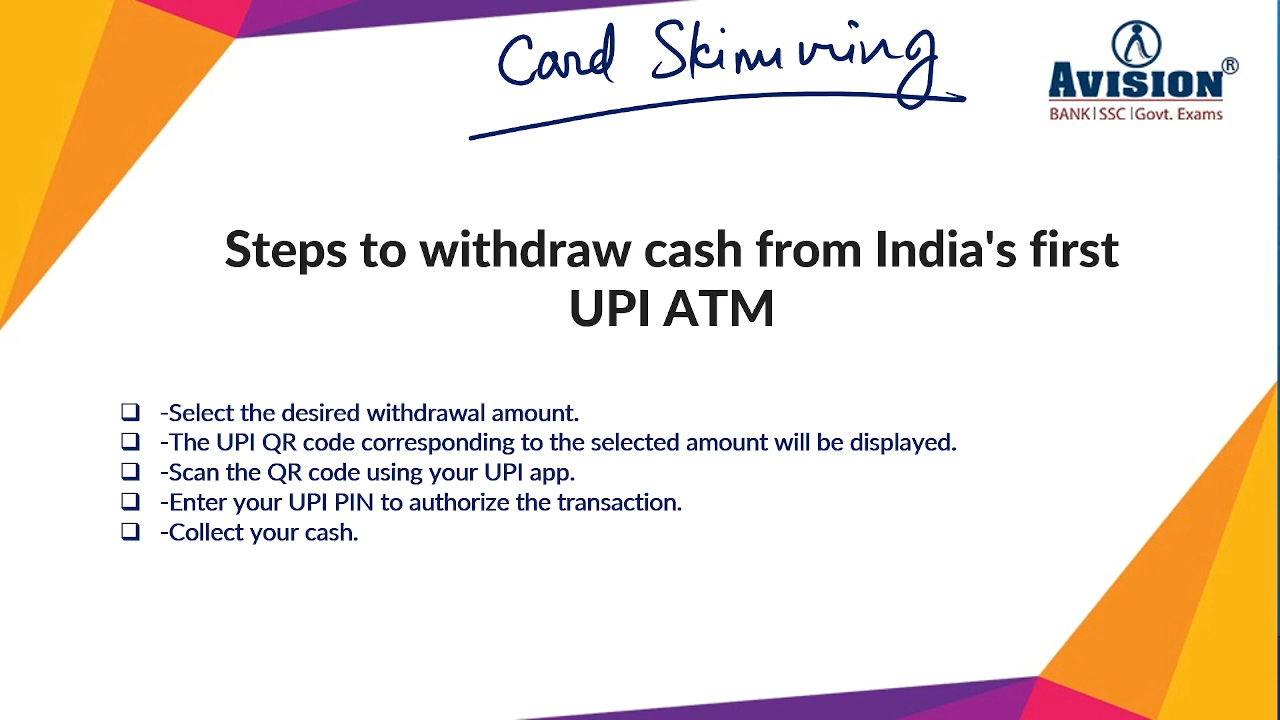 Card Skimming
AVISION®
BANK|SSC|Govt. Exams
Steps to withdraw cash from India's first
UPI ATM
❑ -Select the desired withdrawal amount.
❑ -The UPI QR code corresponding to the selected amount will be displayed.
❑ -Scan the QR code using your UPI app.
❑ -Enter your UPI PIN to authorize the transaction.
❑ -Collect your cash.